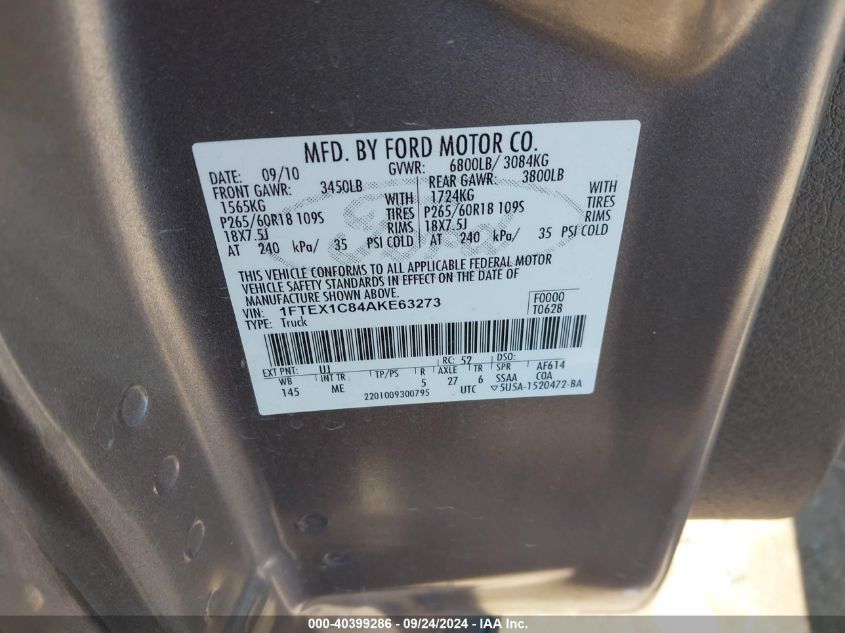 MFD. BY FORD MOTOR CO.
DATE: 09/10 GVWR: 6800LB/ 3084KG
FRONT GAWR: 3450LB REAR GAWR: 3800LB
1565KG WITH 1724KG WITH
P265/60R18 109S TIRES P265/60R18 109S TIRES
18X7.5J RIMS 18X7.5J RIMS
AT 240 kPa/ 35 PSI COLD AT 240 kPa/ 35 PSI COLD
THIS VEHICLE CONFORMS TO ALL APPLICABLE FEDERAL MOTOR
VEHICLE SAFETY STANDARDS IN EFFECT ON THE DATE OF
MANUFACTURE SHOWN ABOVE.
VIN: 1FTEX1C84AKE63273 F0000
TYPE: Truck T0628
EXT PNT: UJ RC: 52 DSO:
WB INT TR TP/PS R AXLE TR SPR AF614
145 ME 5 27 6 SSAA COA
2201009300795 UTC ▽5U5A-1520472-BA
Ford
000-40399286 - 09/24/2024 - IAA Inc.